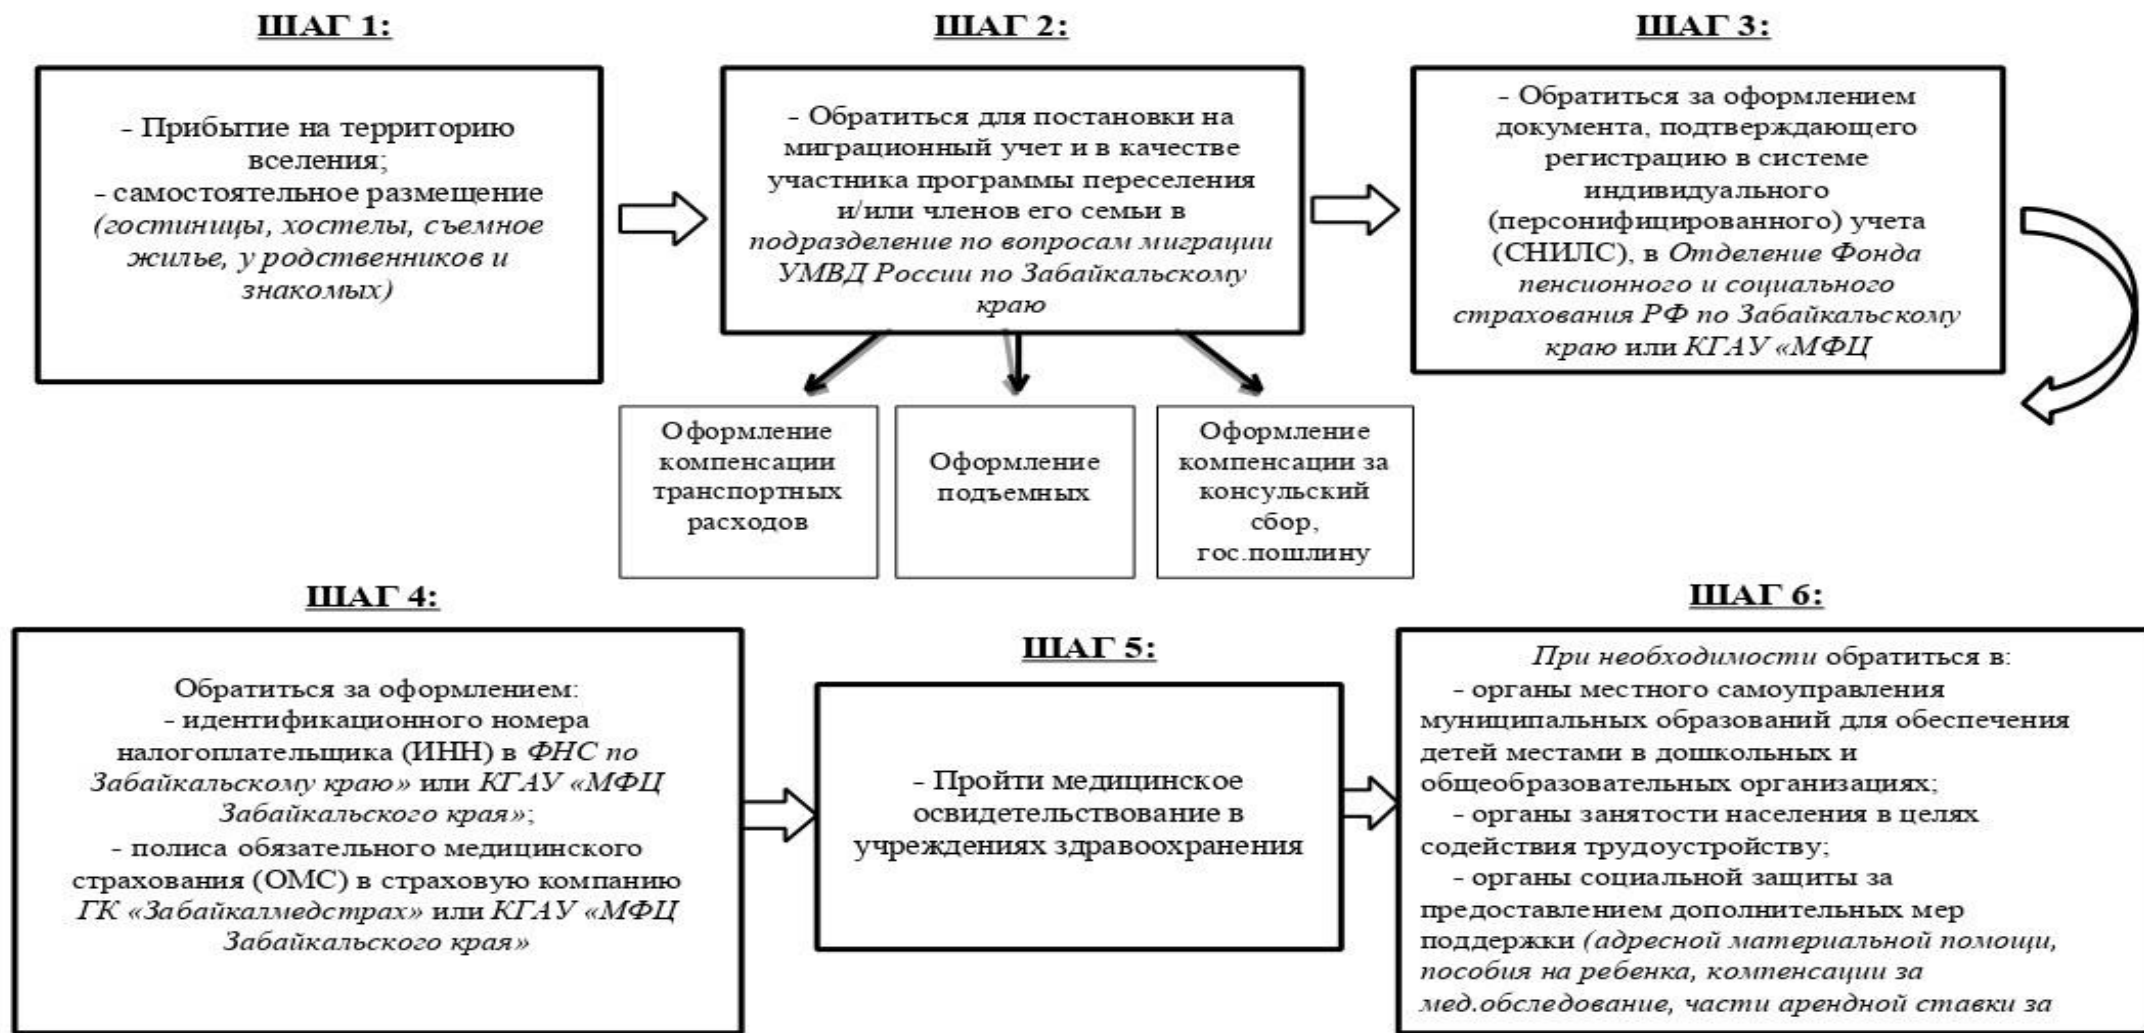 ШАГ 1:
- Прибытие на территорию
вселения;
- самостоятельное размещение
(гостиницы, хостелы, съемное
жилье, у родственников и
знакомых)
ШАГ 2:
- Обратиться для постановки на
миграционный учет и в качестве
участника программы переселения
и/или членов его семьи в
подразделение по вопросам миграции
УМВД России по Забайкальскому
краю
ШАГ 3:
- Обратиться за оформлением
документа, подтверждающего
регистрацию в системе
индивидуального
(персонифицированного) учета
(СНИЛС), в Отделение Фонда
пенсионного и социального
страхования РФ по Забайкальскому
краю или КГАУ «МФЦ
Оформление
компенсации
транспортных
расходов
Оформление
подъемных
Оформление
компенсации за
консульский
сбор,
гос.пошлину
ШАГ 4:
Обратиться за оформлением:
- идентификационного номера
налогоплательщика (ИНН) в ФНС по
Забайкальскому краю» или КГАУ «МФЦ
Забайкальского края»;
- полиса обязательного медицинского
страхования (ОМС) в страховую компанию
ГК «Забайкалмедстрах» или КГАУ «МФЦ
Забайкальского края»
ШАГ 5:
- Пройти медицинское
освидетельствование в
учреждениях здравоохранения
ШАГ 6:
При необходимости обратиться в:
- органы местного самоуправления
муниципальных образований для обеспечения
детей местами в дошкольных и
общеобразовательных организациях;
- органы занятости населения в целях
содействия трудоустройству;
- органы социальной защиты за
предоставлением дополнительных мер
поддержки (адресной материальной помощи,
пособия на ребенка, компенсации за
мед.обследование, части арендной ставки за